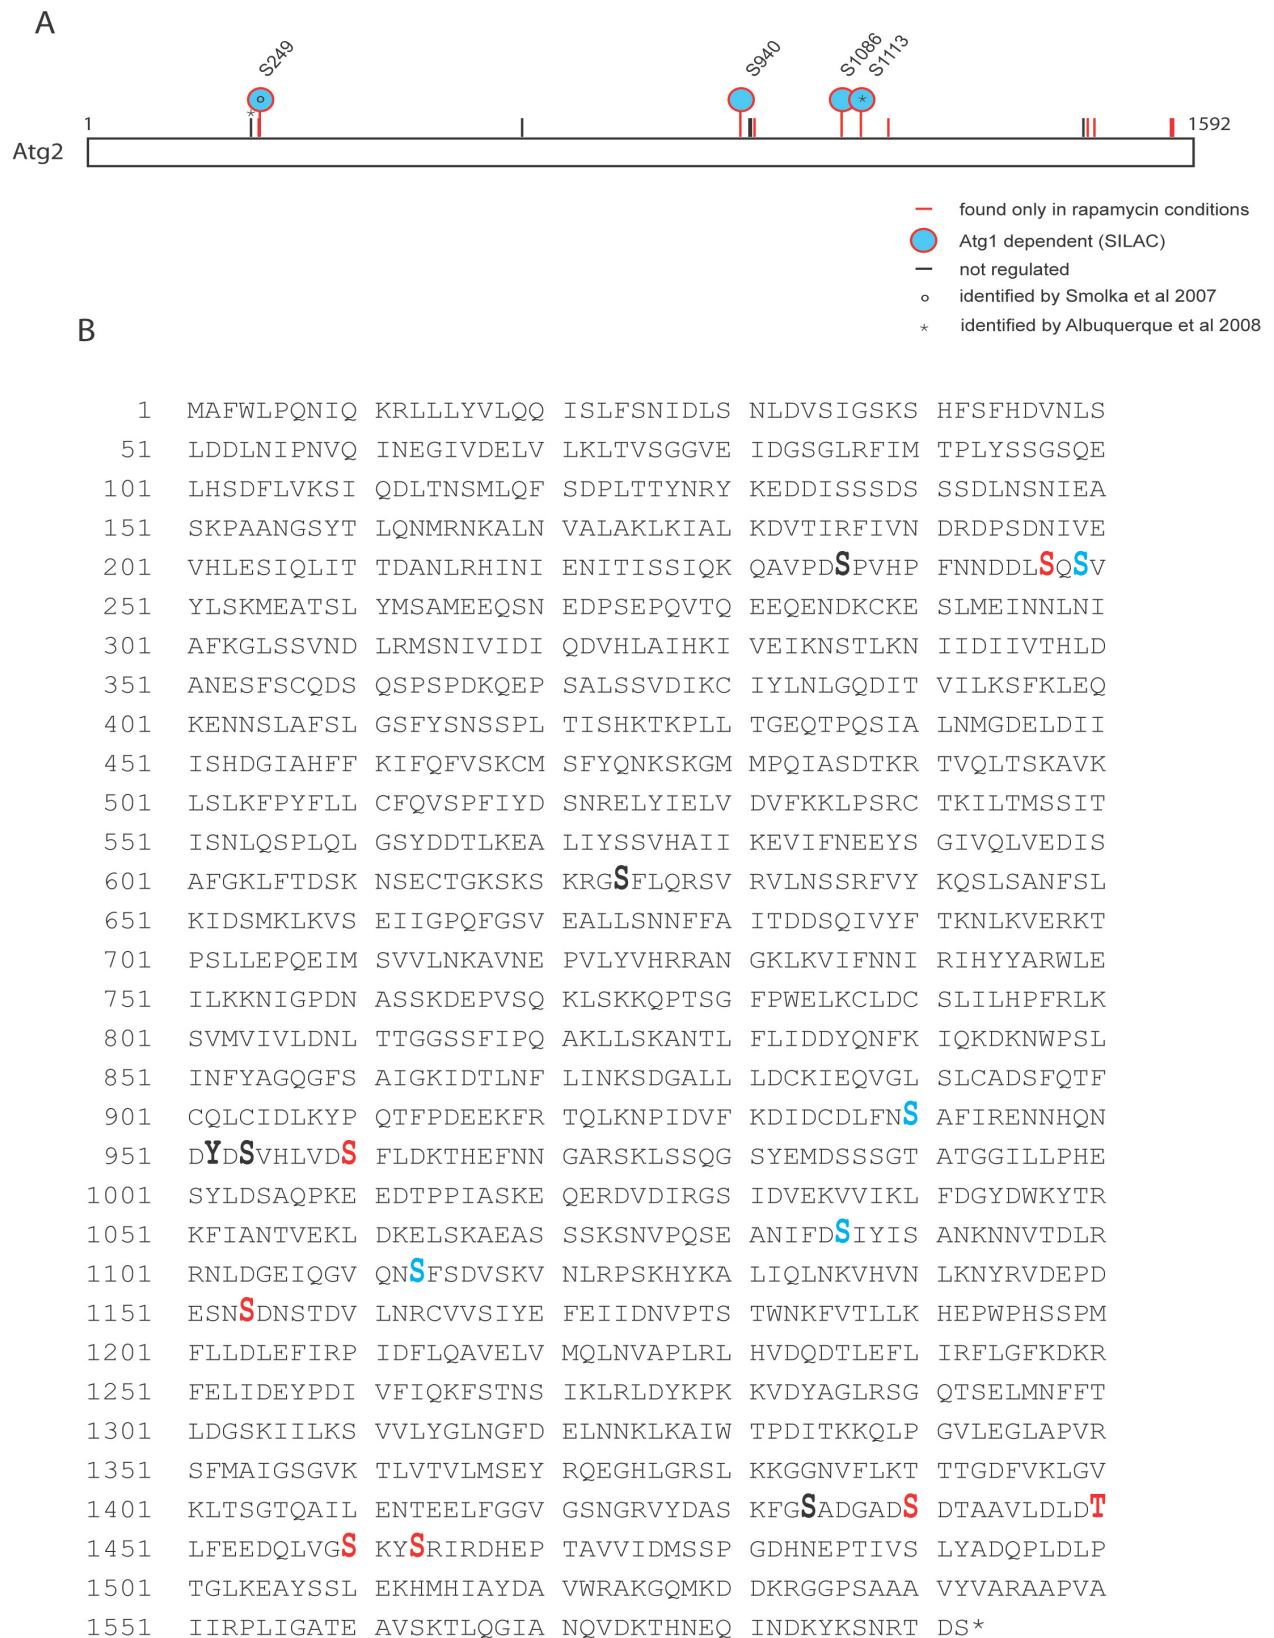 A
S249
S940
S1086
S1113
*
1
1592
Atg2
found only in rapamycin conditions
Atg1 dependent (SILAC)
not regulated
o identified by Smolka et al 2007
* identified by Albuquerque et al 2008
B
1 MAFWLPQNIQ KRLLLYVLQQ ISLFSNIDLS NLDVSIGSKS HFSFHDVNLS
51 LDDLNIPNVQ INEGIVDELV LKLTVSGGVE IDGSGLRFIM TPLYSSGSQE
101 LHSDFLVKSI QDLTNSMLQF SDPLTTYNRY KEDDISSSDS SSDLNSNIEA
151 SKPAANGSYT LQNMRNKALN VALAKLKIAL KDVTIRFIVN DRDPSDNIVE
201 VHLESIQLIT TDANLRHINI ENITISSIQK QAVPDSPVHP FNNDDLSQSV
251 YLSKMEATSL YMSAMEEQSN EDPSEPQVTQ EEQENDKCKE SLMEINNLNI
301 AFKGLSSVND LRMSNIVIDI QDVHLAIHKI VEIKNSTLKN IIDIIVTHLD
351 ANESFSCQDS QSPSPDKQEP SALSSVDIKC IYLNLGQDIT VILKSFKLEQ
401 KENNSLAFSL GSFYSNSSPL TISHKTKPLL TGEQTPQSIA LNMGDELDII
451 ISHDGIAHFF KIFQFVSKCM SFYQNKSKGM MPQIASDTKR TVQLTSKAVK
501 LSLKFPYFLL CFQVSPFIYD SNRELYIELV DVFKKLPSRC TKILTMSSIT
551 ISNLQSPLQL GSYDDTLKEA LIYSSVHAII KEVIFNEEYS GIVQLVEDIS
601 AFGKLFTDSK NSECTGKSKS KRGSFLQRSV RVLNSSRFVY KQSLSANFSL
651 KIDSMKLKVS EIIGPQFGSV EALLSNNFFA ITDDSQIVYF TKNLKVERKT
701 PSLLEPQEIM SVVLNKAVNE PVLYVHRRAN GKLKVIFNNI RIHYYARWLE
751 ILKKNIGPDN ASSKDEPVSQ KLSKKQPTSG FPWELKCLDC SLILHPFRLK
801 SVMVIVLDNL TTGGSSFIPQ AKLLSKANTL FLIDDYQNFK IQKDKNWPSL
851 INFYAGQGFS AIGKIDTLNF LINKSDGALL LDCKIEQVGL SLCADSFQTF
901 CQLCIDLKYP QTFPDEEKFR TQLKNPIDVF KDIDCDLFNS AFIRENNHQN
951 DYDSVHLVDS FLDKTHEFNN GARSKLSSQG SYEMDSSSGT ATGGILLPHE
1001 SYLDSAQPKE EDTPPIASKE QERDVDIRGS IDVEKVVIKL FDGYDWKYTR
1051 KFIANTVEKL DKELSKAEAS SSKSNVPQSE ANIFDSIYIS ANKNNVTDLR
1101 RNLDGEIQGV QNSFSDVSKV NLRPSKHYKA LIQLNKVHVN LKNYRVDEPD
1151 ESNSDNSTDV LNRCVVSIYE FEIIDNVPTS TWNKFVTLLK HEPWPHSSPM
1201 FLLDLEFIRP IDFLQAVELV MQLNVAPLRL HVDQDTLEFL IRFLGFKDKR
1251 FELIDEYPDI VFIQKFSTNS IKLRLDYKPK KVDYAGLRSG QTSELMNFFT
1301 LDGSKIILKS VVLYGLNGFD ELNNKLKAIW TPDITKKQLP GVLEGLAPVR
1351 SFMAIGSGVK TLVTVLMSEY RQEGHLGRSL KKGGNVFLKT TTGDFVKLGV
1401 KLTSGTQAIL ENTEELFGGV GSNGRVYDAS KFGSADGADS DTAAVLDLDT
1451 LFEEDQLVGS KYSRIRDHEP TAVVIDMSSP GDHNEPTIVS LYADQPLDLP
1501 TGLKEAYSSL EKHMHIAYDA VWRAKGQMKD DKRGGPSAAA VYVARAAPVA
1551 IIRPLIGATE AVSKTLQGIA NQVDKTHNEQ INDKYKSNRT DS*